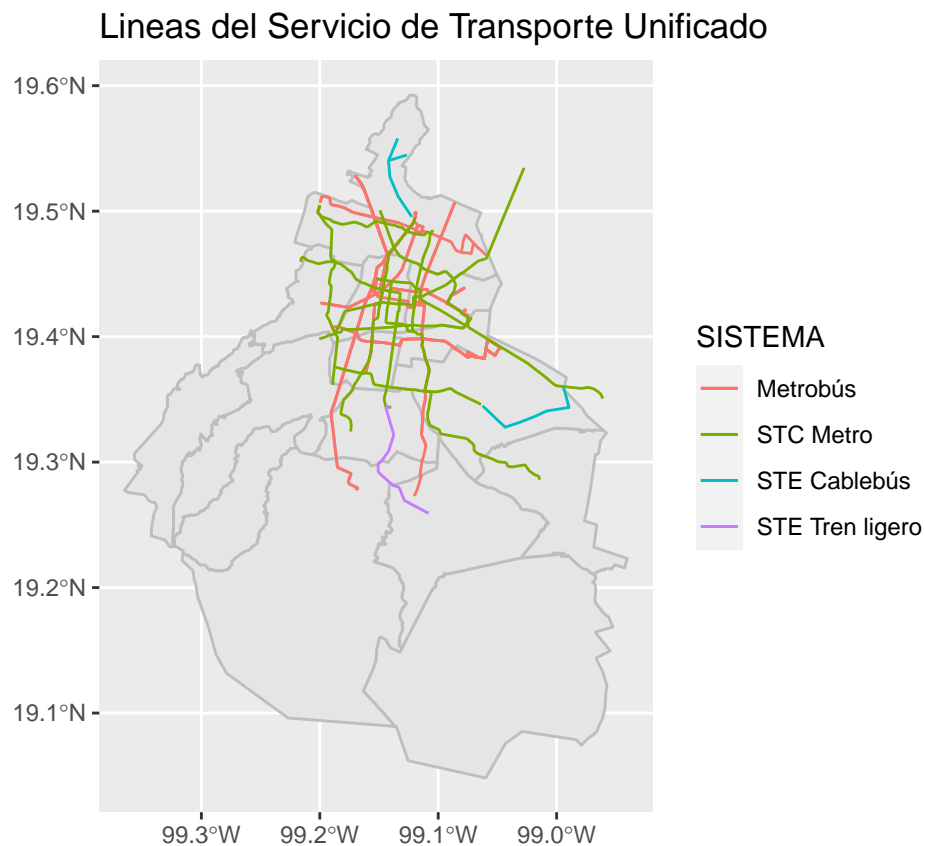 Lineas del Servicio de Transporte Unificado
19.6°N
19.5°N
19.4°N
19.3°N
19.2°N
19.1°N
99.3°W
99.2°W
99.1°W
99.0°W
SISTEMA
Metrobús
STC Metro
STE Cablebús
STE Tren ligero